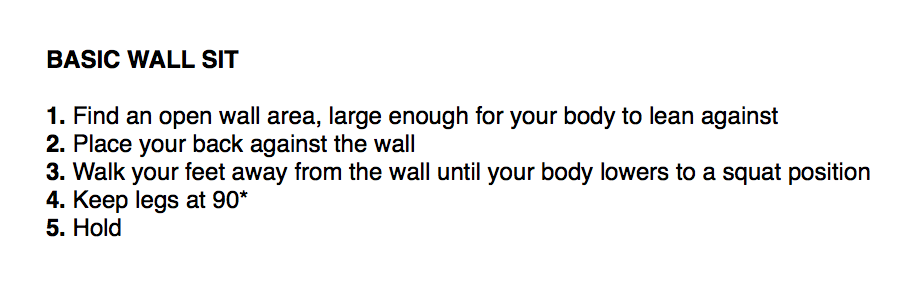 BASIC WALL SIT
1. Find an open wall area, large enough for your body to lean against
2. Place your back against the wall
3. Walk your feet away from the wall until your body lowers to a squat position
4. Keep legs at 90*
5. Hold